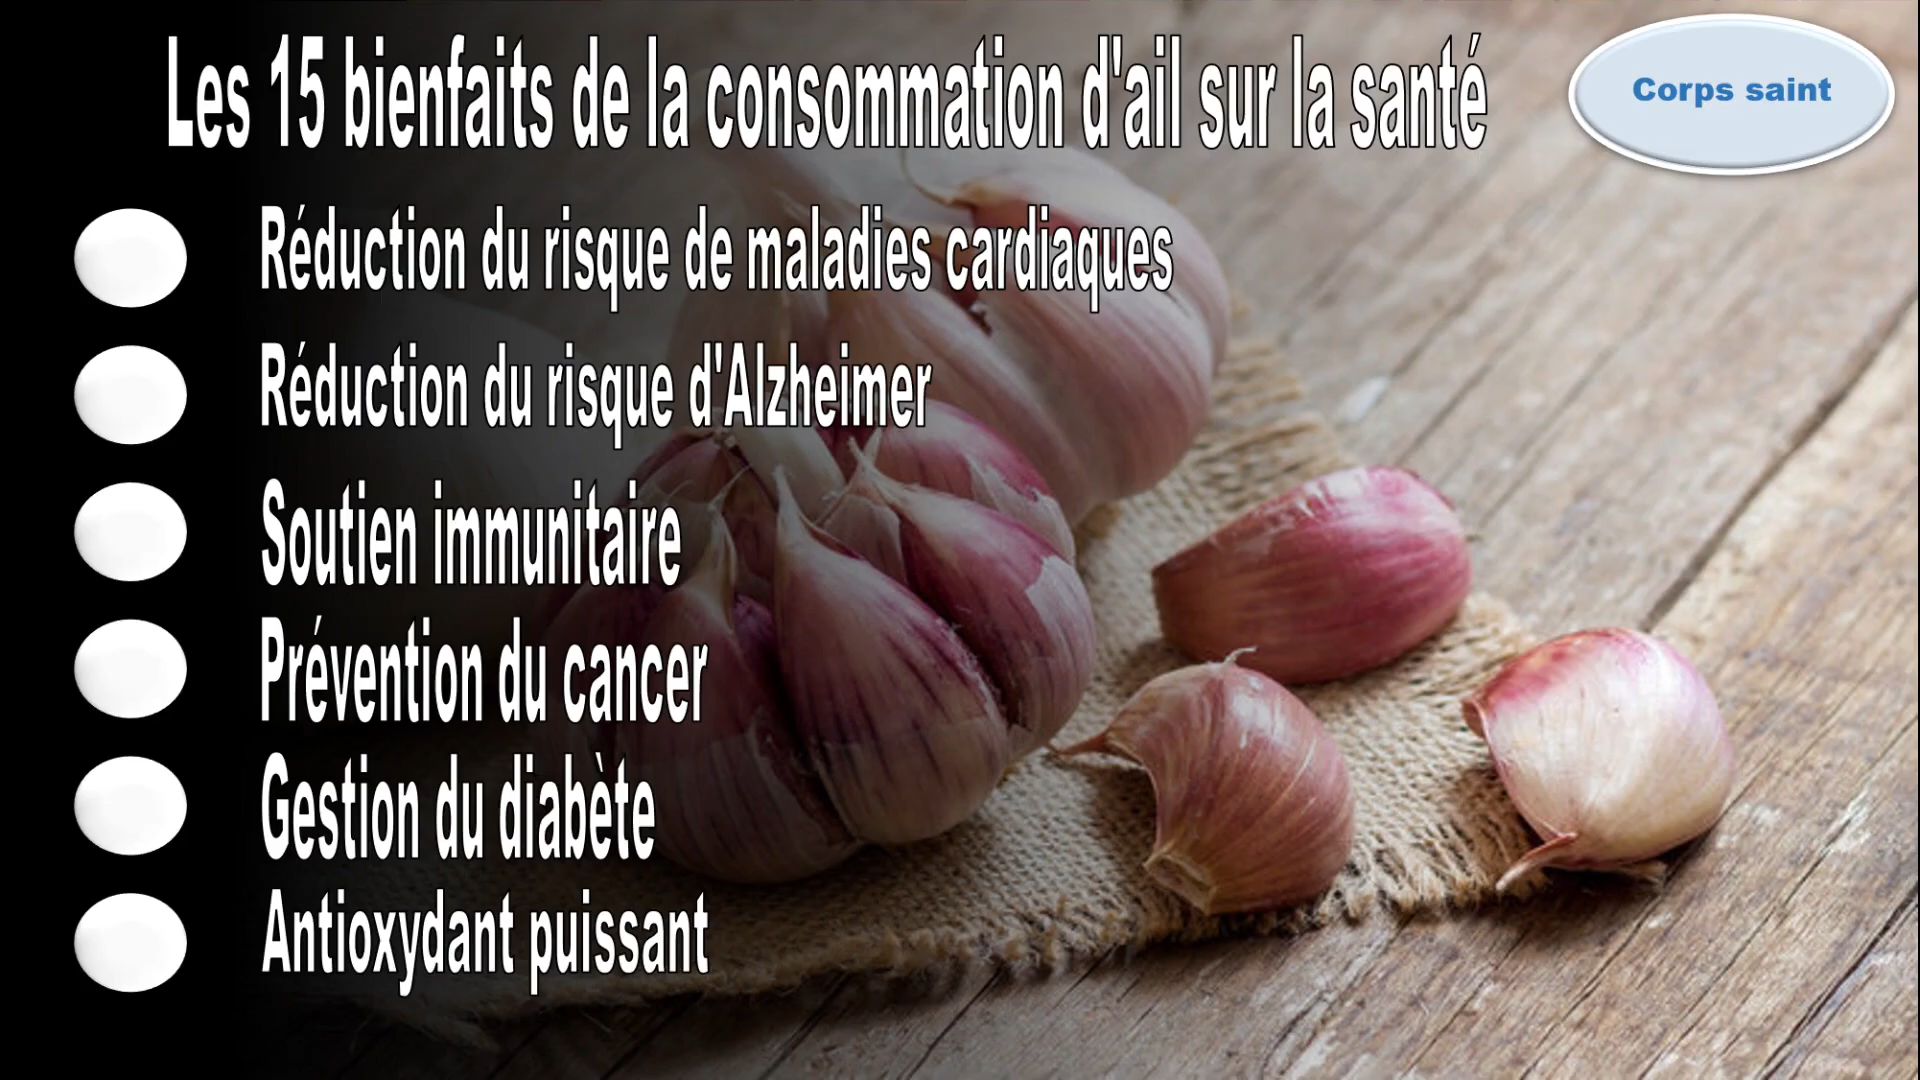 Les 15 bienfaits de la consommation d'ail sur la santé
Corps saint
Réduction du risque de maladies cardiaques
Réduction du risque d'Alzheimer
Soutien immunitaire
Prévention du cancer
Gestion du diabète
Antioxydant puissant